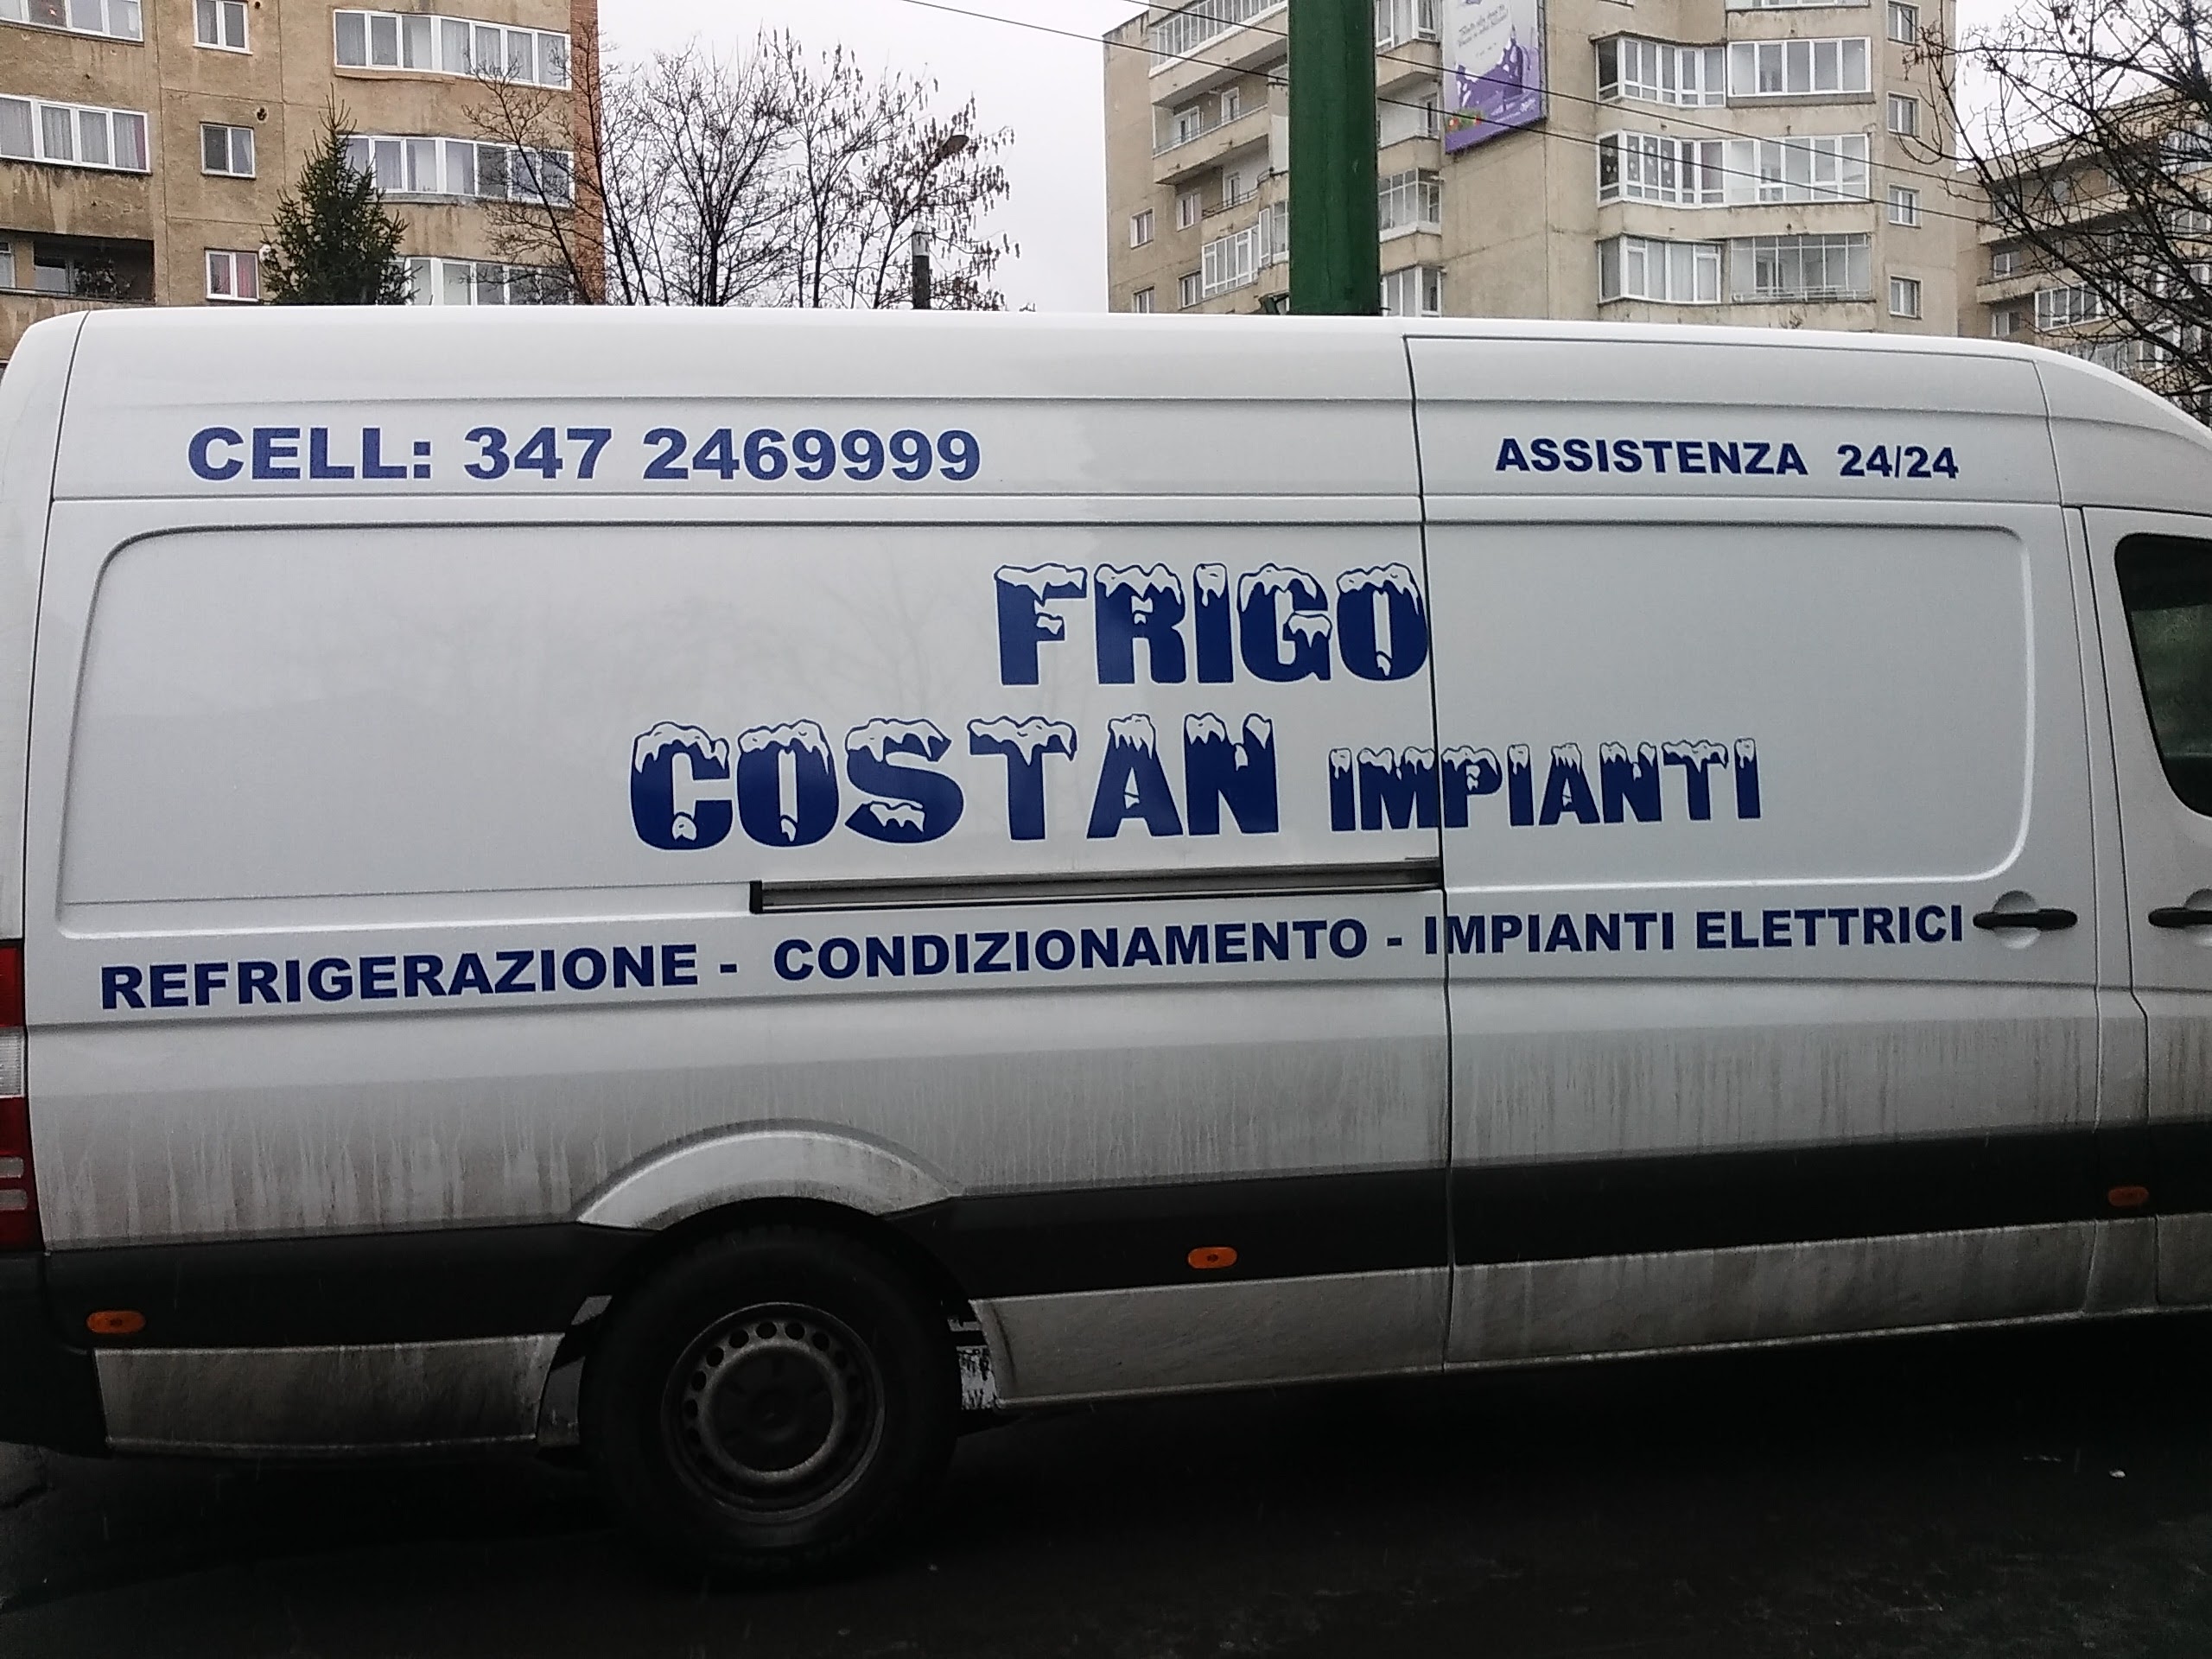 CELL: 347 2469999
ASSISTENZA 24/24
FRIGO
COSTAN IMPIANTI
REFRIGERAZIONE - CONDIZIONAMENTO - IMPIANTI ELETTRICI